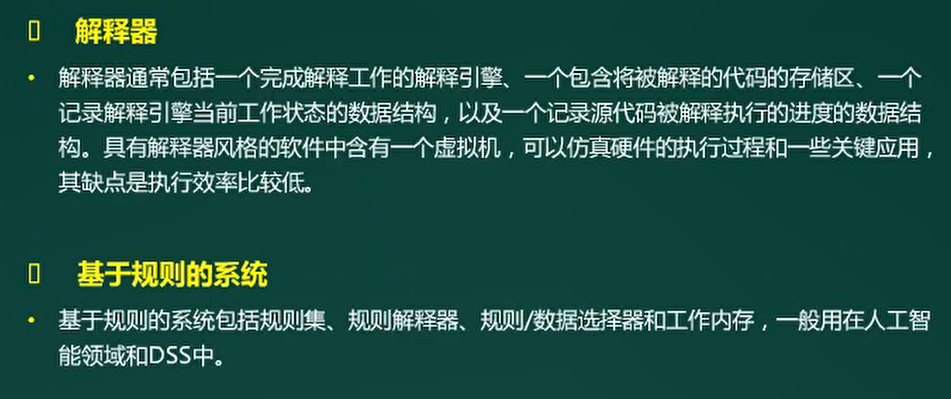 解释器
• 解释器通常包括一个完成解释工作的解释引擎、一个包含将被解释的代码的存储区、一个
记录解释引擎当前工作状态的数据结构，以及一个记录源代码被解释执行的进度的数据结
构。具有解释器风格的软件中含有一个虚拟机，可以仿真硬件的执行过程和一些关键应用，
其缺点是执行效率比较低。
基于规则的系统
• 基于规则的系统包括规则集、规则解释器、规则/数据选择器和工作内存，一般用在人工智
能领域和DSS中。